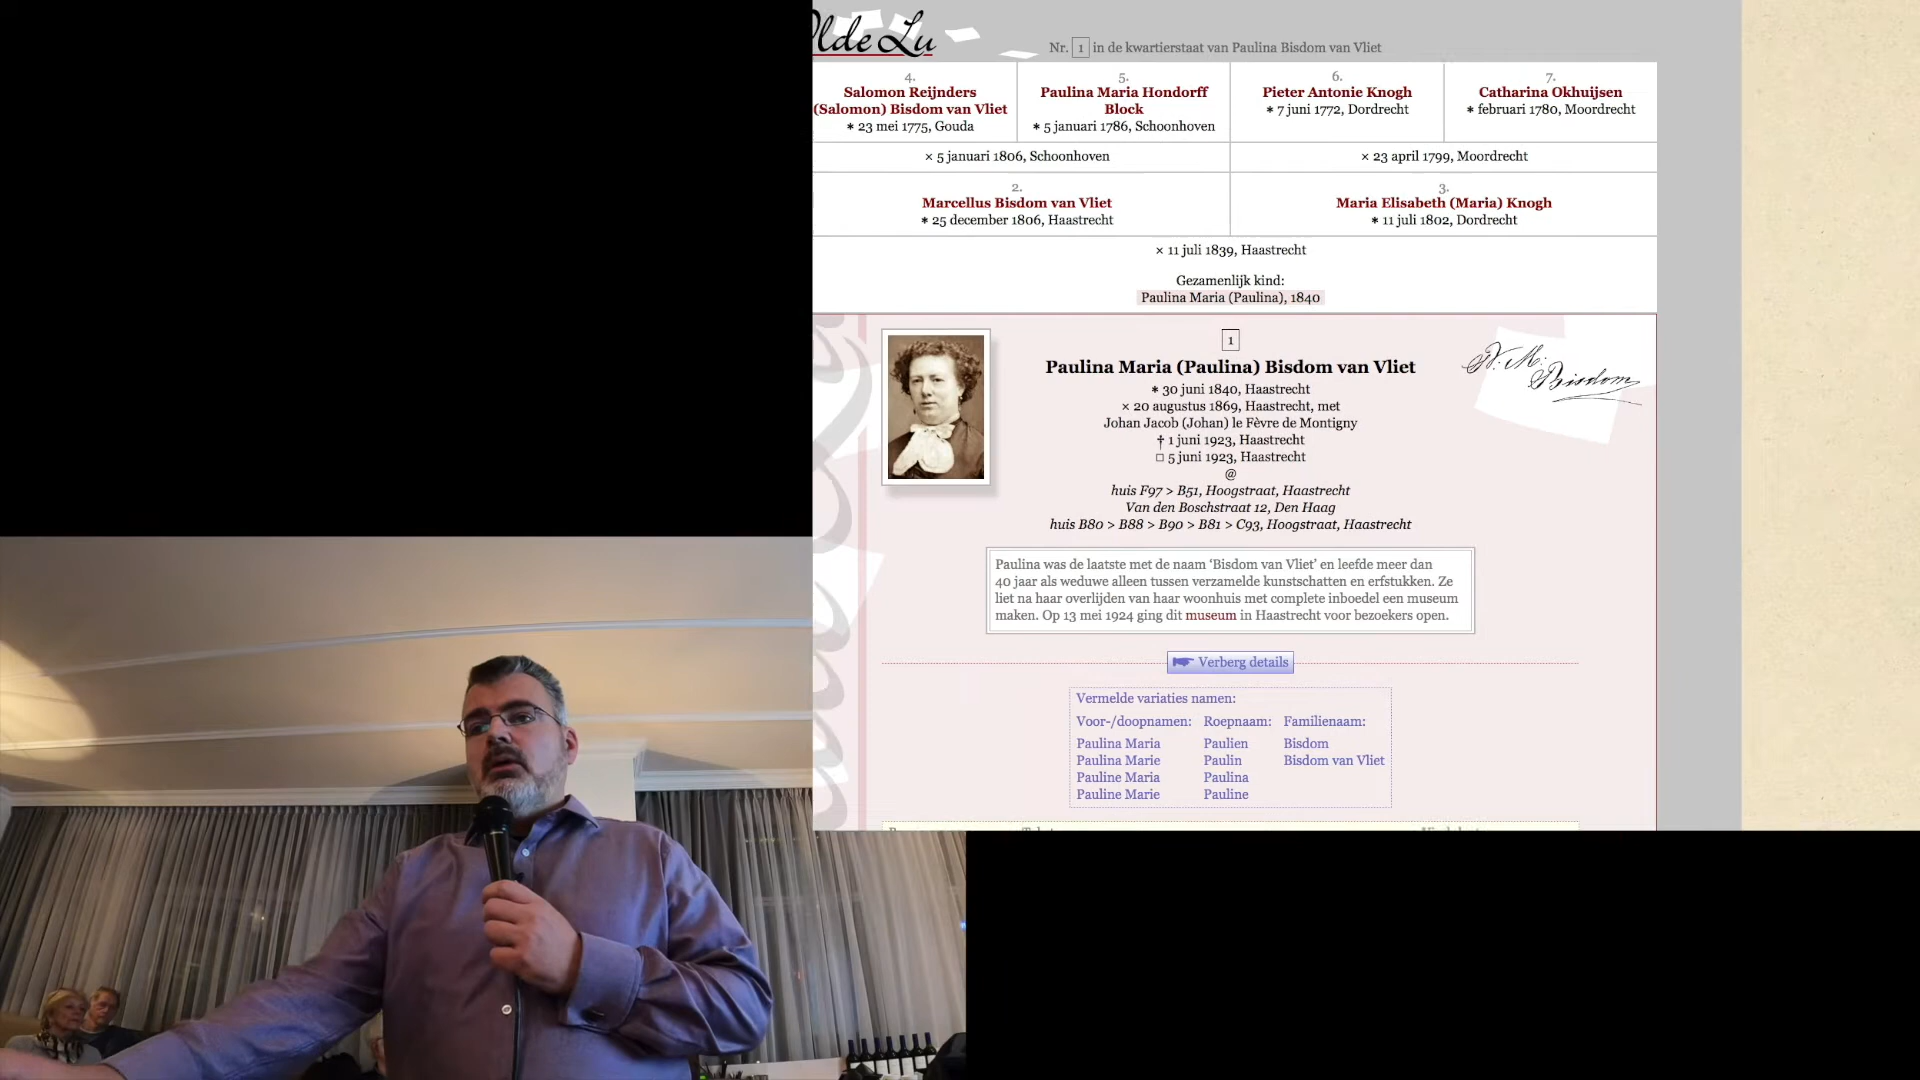 Olde Lu
Nr. 1 in de kwartierstaat van Paulina Bisdom van Vliet
4.
Salomon Reijnders
(Salomon) Bisdom van Vliet
∗ 23 mei 1775, Gouda
5.
Paulina Maria Hondorff
Block
∗ 5 januari 1786, Schoonhoven
6.
Pieter Antonie Knogh
∗ 7 juni 1772, Dordrecht
7.
Catharina Okhuijsen
∗ februari 1780, Moordrecht
× 5 januari 1806, Schoonhoven
× 23 april 1799, Moordrecht
2.
Marcellus Bisdom van Vliet
∗ 25 december 1806, Haastrecht
3.
Maria Elisabeth (Maria) Knogh
∗ 11 juli 1802, Dordrecht
× 11 juli 1839, Haastrecht
Gezamenlijk kind:
Paulina Maria (Paulina), 1840
1
Paulina Maria (Paulina) Bisdom van Vliet
∗ 30 juni 1840, Haastrecht
× 20 augustus 1869, Haastrecht, met
Johan Jacob (Johan) le Fèvre de Montigny
† 1 juni 1923, Haastrecht
□ 5 juni 1923, Haastrecht
@
huis F97 > B51, Hoogstraat, Haastrecht
Van den Boschstraat 12, Den Haag
huis B80 > B88 > B90 > B81 > C93, Hoogstraat, Haastrecht
Bisdom
Paulina was de laatste met de naam ‘Bisdom van Vliet’ en leefde meer dan
40 jaar als weduwe alleen tussen verzamelde kunstschatten en erfstukken. Ze
liet na haar overlijden van haar woonhuis met complete inboedel een museum
maken. Op 13 mei 1924 ging dit museum in Haastrecht voor bezoekers open.
Verberg details
Vermelde variaties namen:
Voor-/doopnamen: Roepnaam: Familienaam:
Paulina Maria Paulien Bisdom
Paulina Marie Paulin Bisdom van Vliet
Pauline Maria Paulina
Pauline Marie Pauline